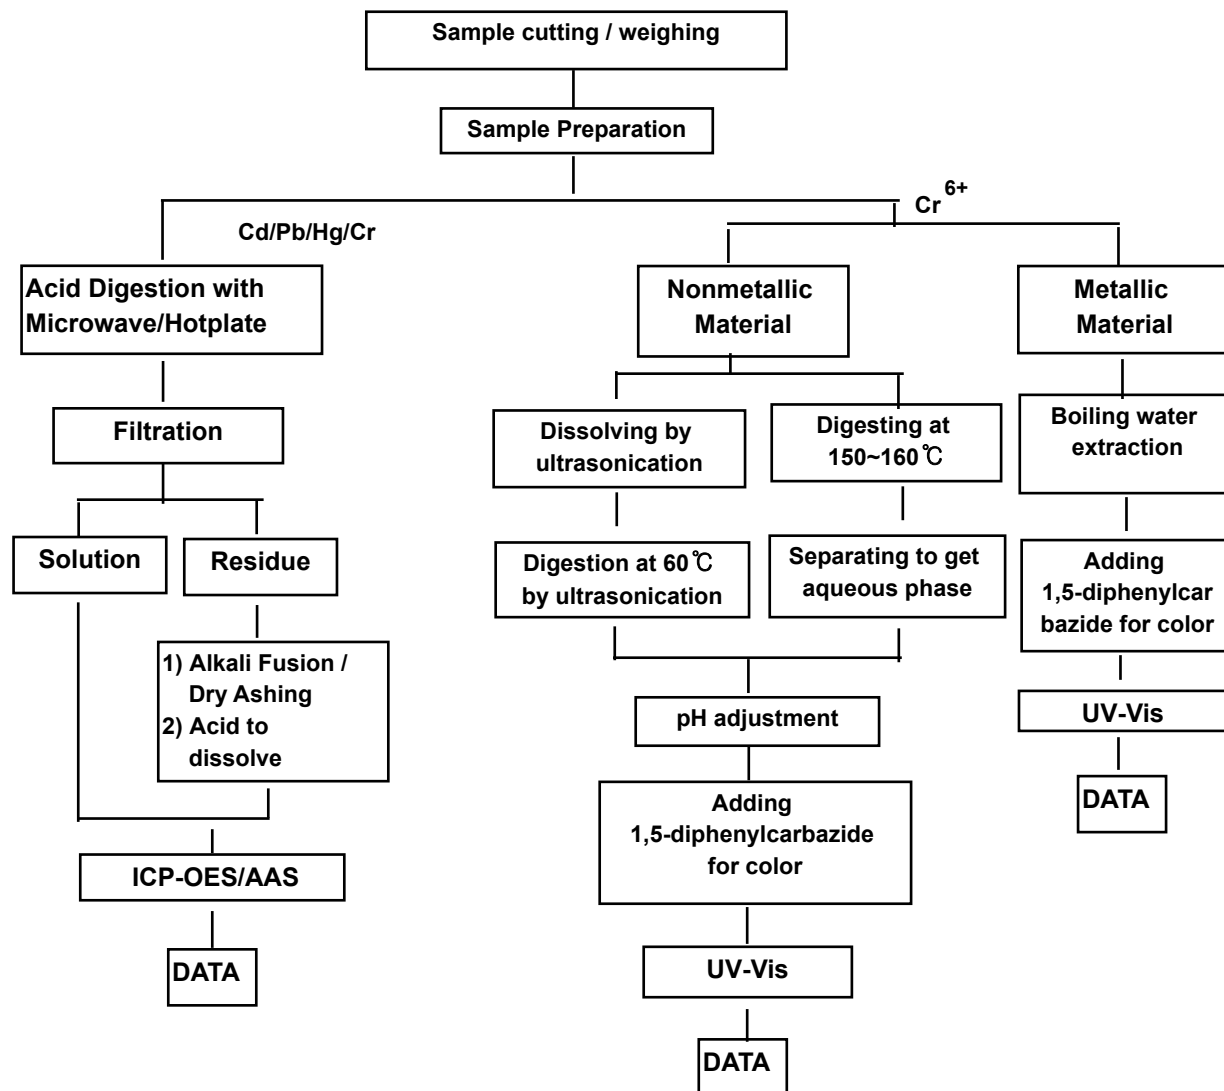 Sample cutting / weighing
Sample Preparation
Cr6+
Cd/Pb/Hg/Cr
Acid Digestion with
Microwave/Hotplate
Filtration
Solution
Residue
1) Alkali Fusion /
Dry Ashing
2) Acid to
dissolve
ICP-OES/AAS
DATA
Nonmetallic
Material
Dissolving by
ultrasonication
Digestion at 60℃
by ultrasonication
Digesting at
150~160℃
Separating to get
aqueous phase
pH adjustment
Adding
1,5-diphenylcarbazide
for color
UV-Vis
DATA
Metallic
Material
Boiling water
extraction
Adding
1,5-diphenylcar
bazide for color
UV-Vis
DATA